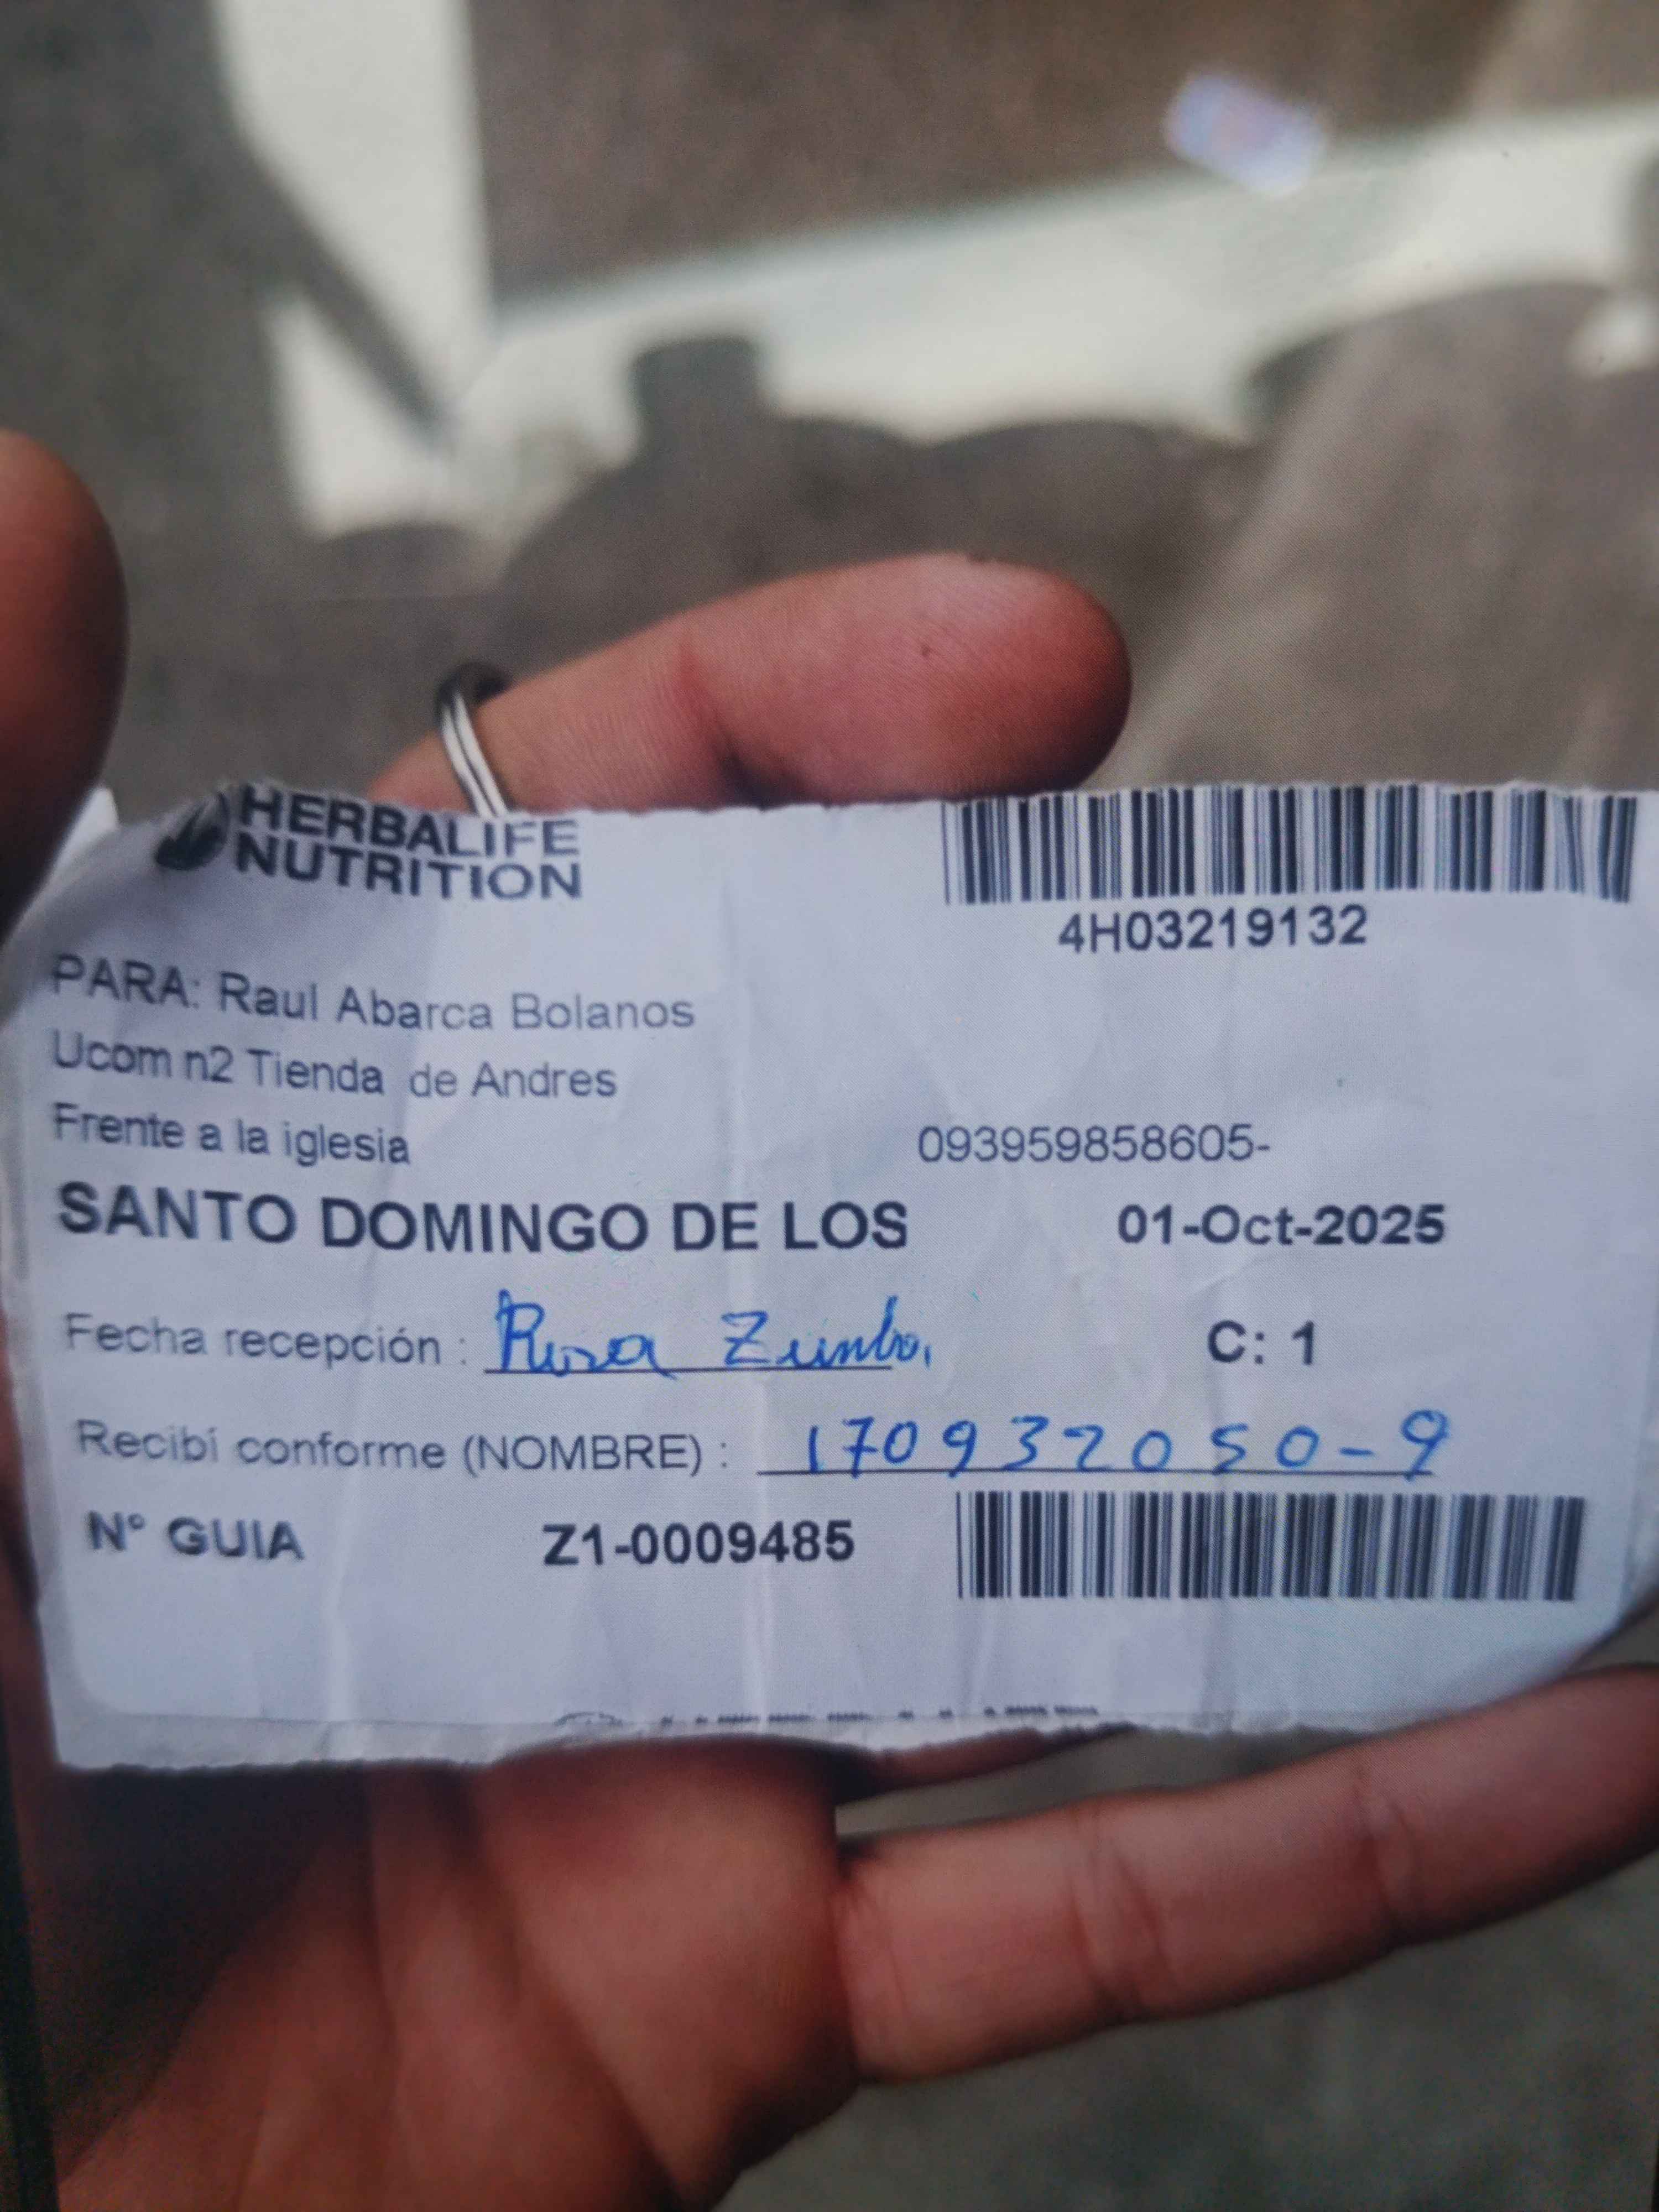 HERBALIFE
NUTRITION
4H03219132
PARA: Raul Abarca Bolanos
Ucom n2 Tienda de Andres
Frente a la iglesia 093959858605-
SANTO DOMINGO DE LOS 01-Oct-2025
Fecha recepción : Rosa Zumba C: 1
Recibí conforme (NOMBRE) : 170932050-9
N° GUIA Z1-0009485